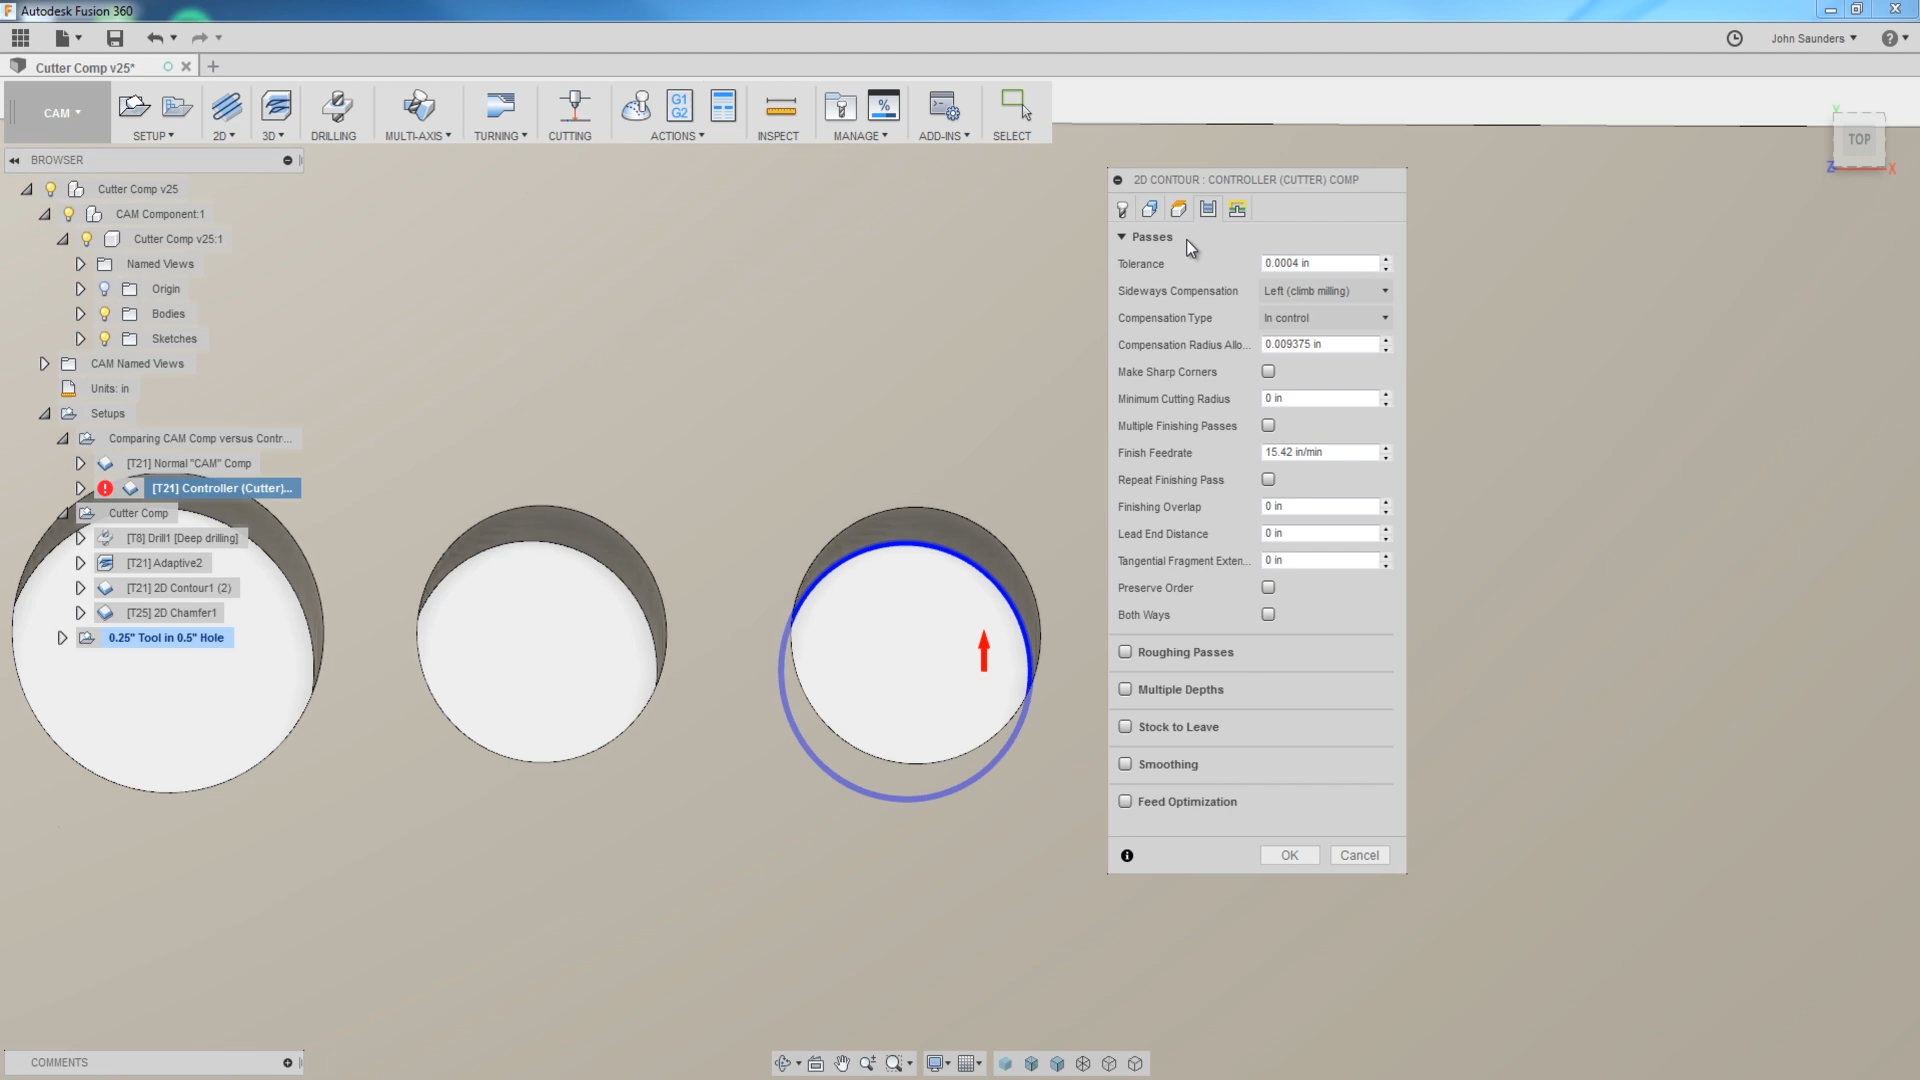 Autodesk Fusion 360
John Saunders
Cutter Comp v25*
CAM
SETUP
2D
3D
DRILLING
MULTI-AXIS
TURNING
CUTTING
G1
G2
ACTIONS
INSPECT
%
MANAGE
ADD-INS
SELECT
Y
TOP
Z
X
BROWSER
Cutter Comp v25
CAM Component:1
Cutter Comp v25:1
Named Views
Origin
Bodies
Sketches
CAM Named Views
Units: in
Setups
Comparing CAM Comp versus Contr...
[T21] Normal "CAM" Comp
[T21] Controller (Cutter)...
Cutter Comp
[T8] Drill1 [Deep drilling]
[T21] Adaptive2
[T21] 2D Contour1 (2)
[T25] 2D Chamfer1
0.25" Tool in 0.5" Hole
2D CONTOUR : CONTROLLER (CUTTER) COMP
Passes
Tolerance 0.0004 in
Sideways Compensation Left (climb milling)
Compensation Type In control
Compensation Radius Allo... 0.009375 in
Make Sharp Corners
Minimum Cutting Radius 0 in
Multiple Finishing Passes
Finish Feedrate 15.42 in/min
Repeat Finishing Pass
Finishing Overlap 0 in
Lead End Distance 0 in
Tangential Fragment Exten... 0 in
Preserve Order
Both Ways
Roughing Passes
Multiple Depths
Stock to Leave
Smoothing
Feed Optimization
OK Cancel
COMMENTS